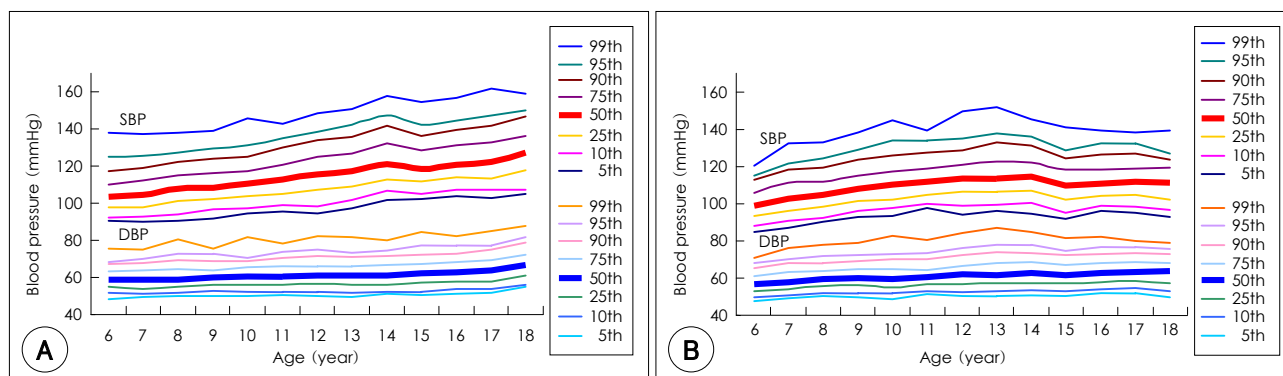 99th
95th
90th
75th
50th
25th
10th
5th
99th
95th
90th
75th
50th
25th
10th
5th
160
140
120
100
80
60
40
Blood pressure (mmHg)
SBP
DBP
6 7 8 9 10 11 12 13 14 15 16 17 18
Age (year)
A
99th
95th
90th
75th
50th
25th
10th
5th
99th
95th
90th
75th
50th
25th
10th
5th
160
140
120
100
80
60
40
Blood pressure (mmHg)
SBP
DBP
6 7 8 9 10 11 12 13 14 15 16 17 18
Age (year)
B